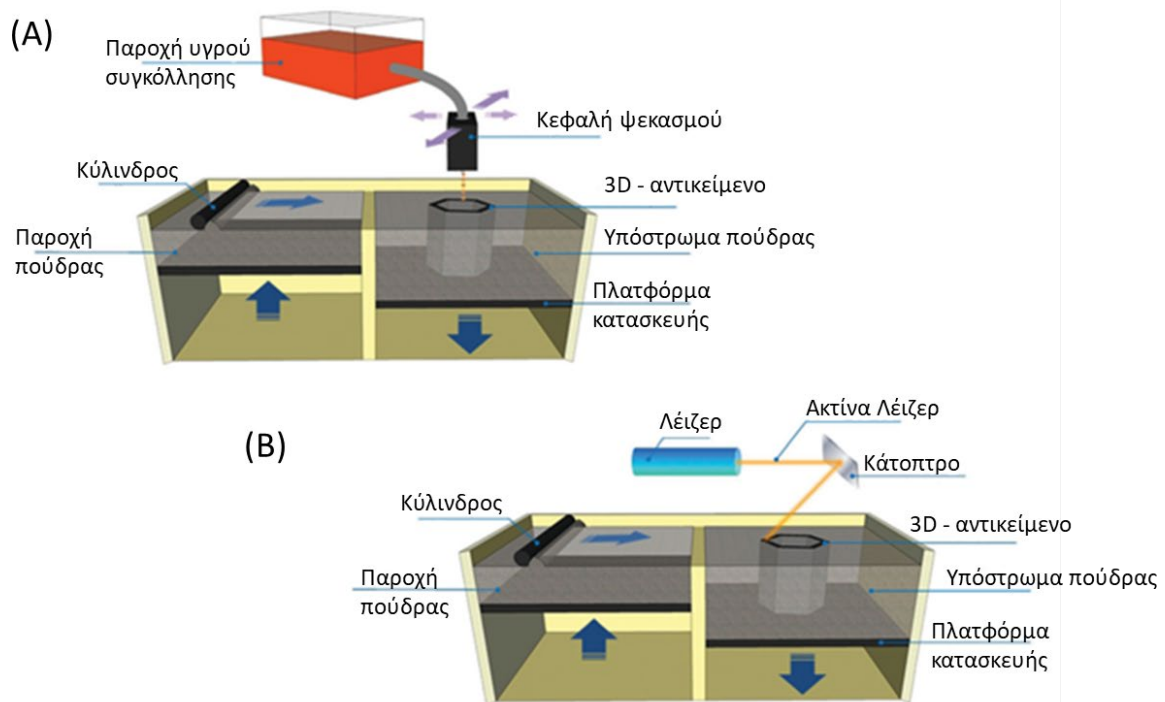 (A)
Παροχή υγρού
συγκόλλησης
Κεφαλή ψεκασμού
Κύλινδρος
3D - αντικείμενο
Παροχή
πούδρας
Υπόστρωμα πούδρας
Πλατφόρμα
κατασκευής
(B)
Λέιζερ
Ακτίνα Λέιζερ
Κάτοπτρο
Κύλινδρος
3D - αντικείμενο
Παροχή
πούδρας
Υπόστρωμα πούδρας
Πλατφόρμα
κατασκευής